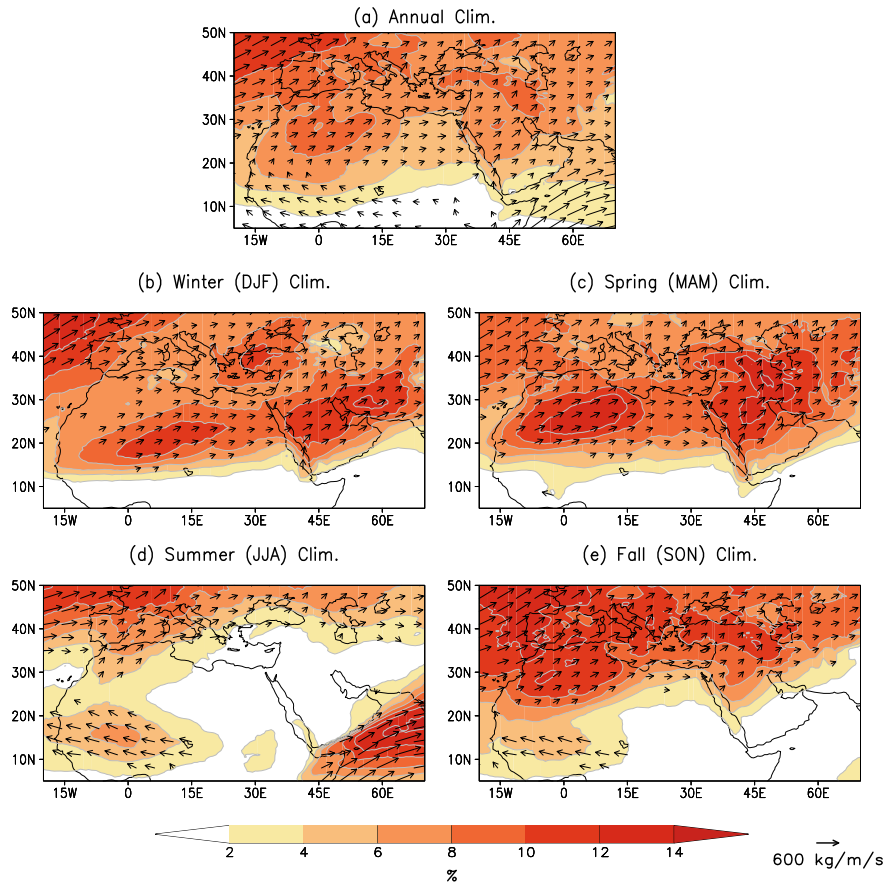 (a) Annual Clim.
50N
40N
30N
20N
10N
15W 0 15E 30E 45E 60E
(b) Winter (DJF) Clim.
50N
40N
30N
20N
10N
15W 0 15E 30E 45E 60E
(c) Spring (MAM) Clim.
50N
40N
30N
20N
10N
15W 0 15E 30E 45E 60E
(d) Summer (JJA) Clim.
50N
40N
30N
20N
10N
15W 0 15E 30E 45E 60E
(e) Fall (SON) Clim.
50N
40N
30N
20N
10N
15W 0 15E 30E 45E 60E
2 4 6 8 10 12 14
%
600 kg/m/s